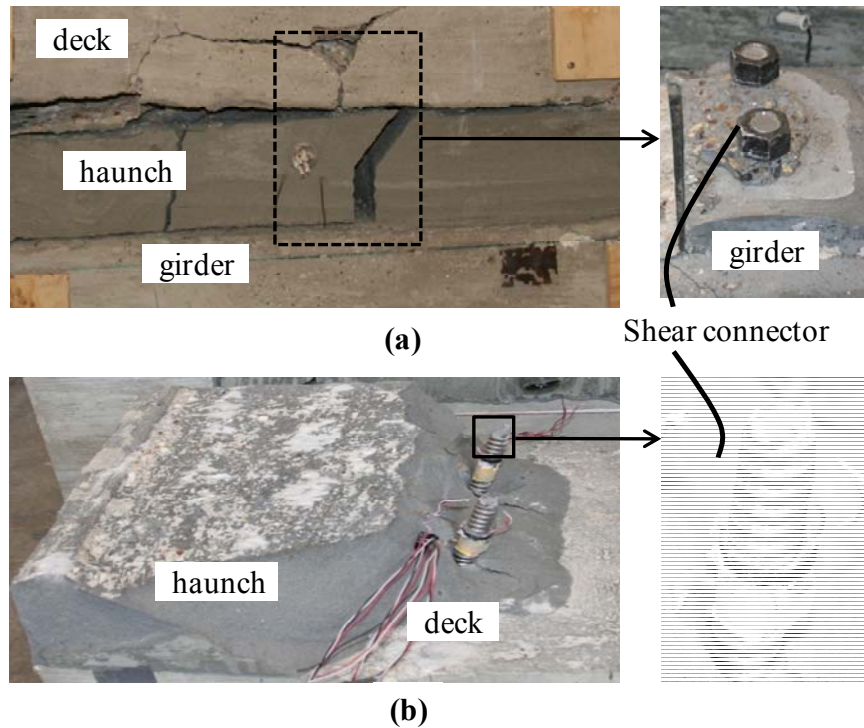 deck
haunch
girder
girder
(a)
Shear connector
haunch
deck
(b)